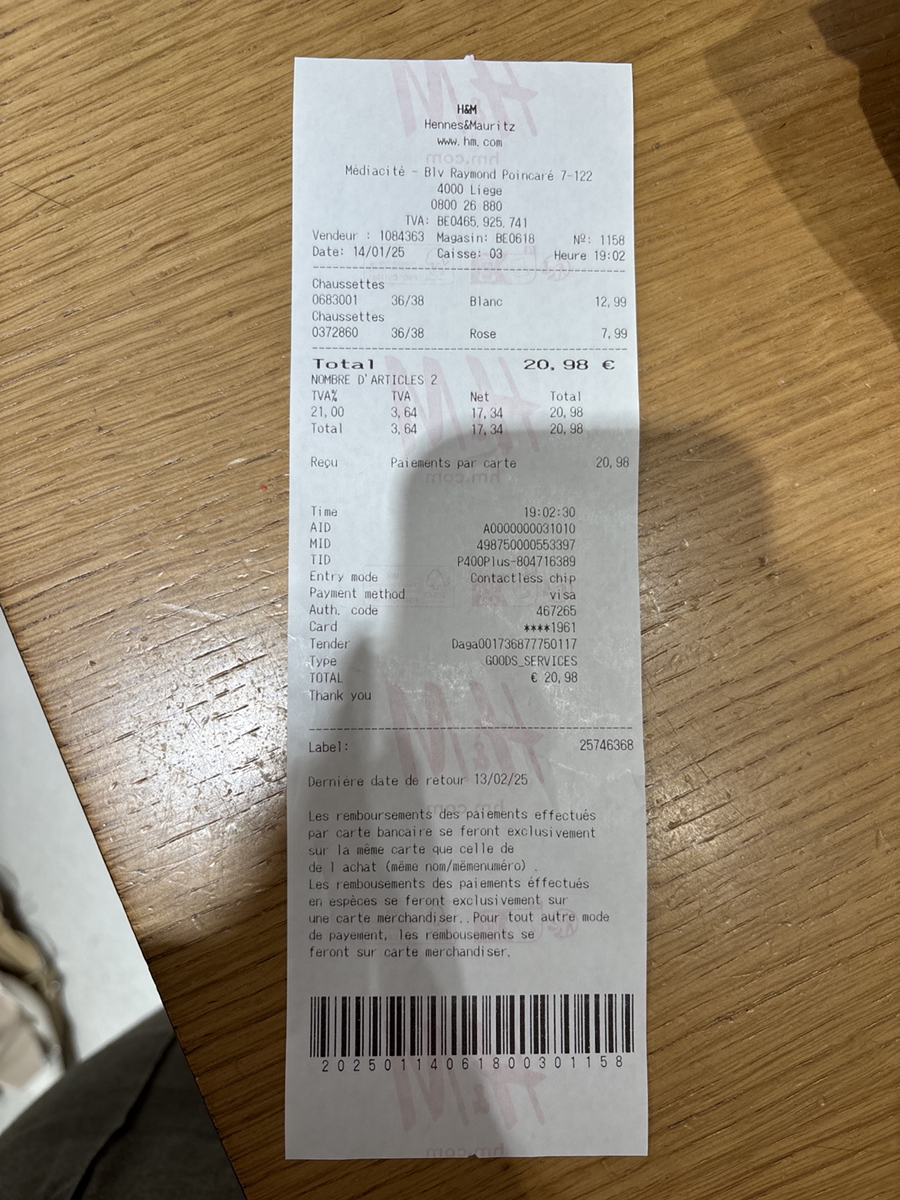 H&M
Hennes&Mauritz
www.hm.com
Médiacité - Blv Raymond Poincaré 7-122
4000 Liege
0800 26 880
TVA: BE0465.925.741
Vendeur : 1084363 Magasin: BE0618 Nº: 1158
Date: 14/01/25 Caisse: 03 Heure 19:02
Chaussettes
0683001 36/38 Blanc 12,99
Chaussettes
0372860 36/38 Rose 7,99
Total 20,98 €
NOMBRE D'ARTICLES 2
TVA% TVA Net Total
21,00 3,64 17,34 20,98
Total 3,64 17,34 20,98
Reçu Paiements par carte 20,98
Time 19:02:30
AID A0000000031010
MID 498750000553397
TID P400Plus-804716389
Entry mode Contactless chip
Payment method visa
Auth. code 467265
Card ****1961
Tender Daga001736877750117
Type GOODS_SERVICES
TOTAL € 20,98
Thank you
Label: 25746368
Dernière date de retour 13/02/25
Les remboursements des paiements effectués
par carte bancaire se feront exclusivement
sur la même carte que celle de
de l achat (même nom/mêmenuméro) .
Les rembousements des paiements éffectués
en espèces se feront exclusivement sur
une carte merchandiser..Pour tout autre mode
de payement, les rembousements se
feront sur carte merchandiser.
20250114061800301158